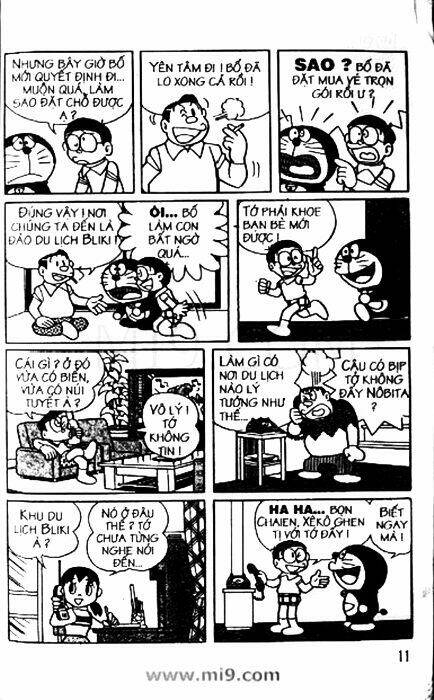 NHƯNG BÂY GIỜ BỐ
MỚI QUYẾT ĐỊNH ĐI...
MUỘN QUÁ, LÀM
SAO ĐẶT CHỖ ĐƯỢC
Ạ ?
YÊN TÂM ĐI ! BỐ ĐÃ
LO XONG CẢ RỒI !
SAO ? BỐ ĐÃ
ĐẶT MUA VÉ TRỌN
GÓI RỒI Ư ?
ĐÚNG VẬY ! NƠI
CHÚNG TA ĐẾN LÀ
ĐẢO DU LỊCH BLIKI !
ÔI... BỐ
LÀM CON
BẤT NGỜ
QUÁ...
TỚ PHẢI KHOE
BẠN BÈ MỚI
ĐƯỢC !
CÁI GÌ ? Ở ĐÓ
VỪA CÓ BIỂN,
VỪA CÓ NÚI
TUYẾT Á ?
VÔ LÝ !
TỚ
KHÔNG
TIN !
LÀM GÌ CÓ
NƠI DU LỊCH
NÀO LÝ
TƯỞNG NHƯ
THẾ...
CẬU CÓ BỊP
TỚ KHÔNG
ĐẤY NÔBITA
?
KHU DU
LỊCH BLIKI
À ?
NÓ Ở ĐÂU
THẾ ? TỚ
CHƯA TỪNG
NGHE NÓI
ĐẾN...
HA HA... BỌN
CHAIEN, XÊKÔ GHEN
TỊ VỚI TỚ ĐẤY !
BIẾT
NGAY
MÀ !
11
MI9
www.mi9.com